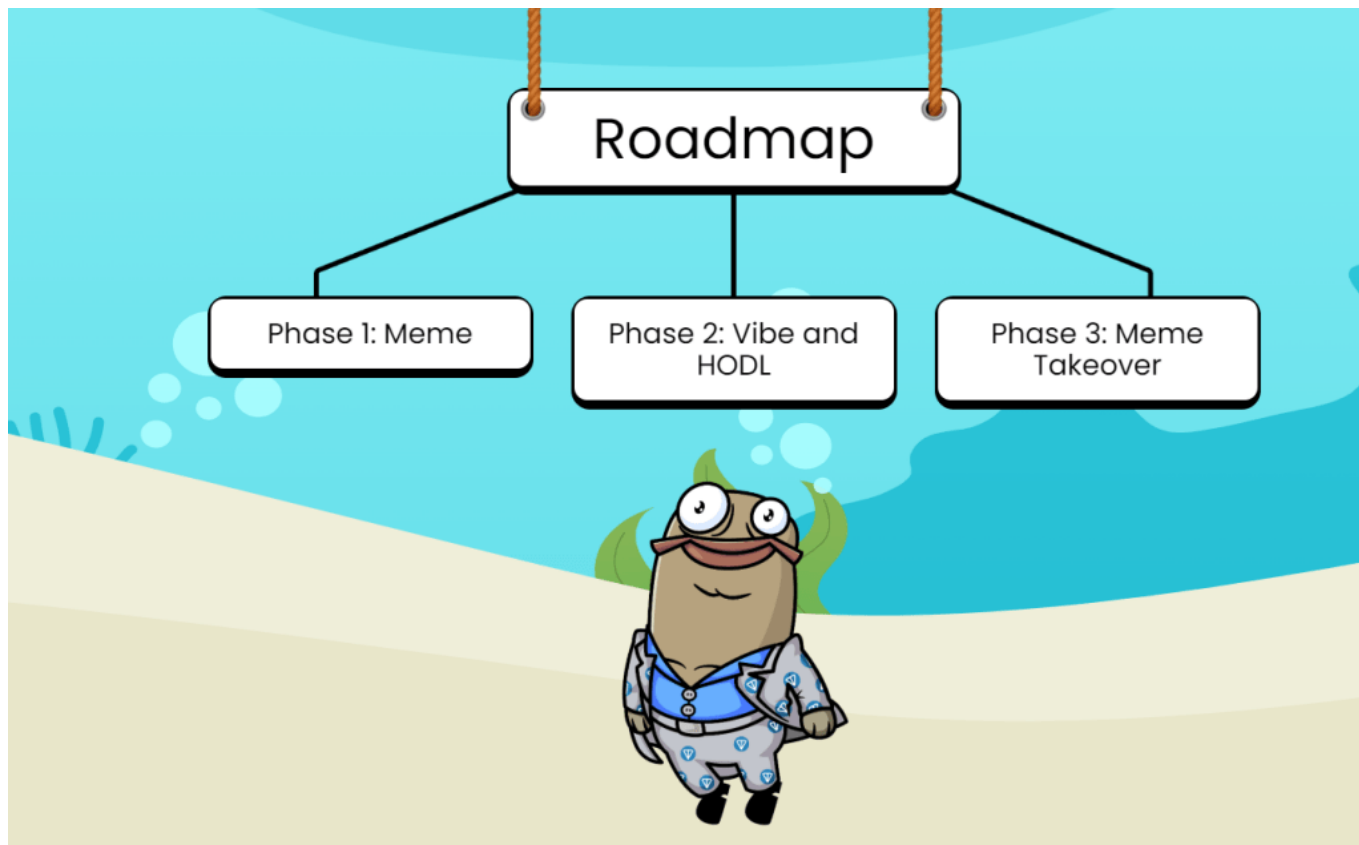 Roadmap
Phase 1: Meme
Phase 2: Vibe and
HODL
Phase 3: Meme
Takeover